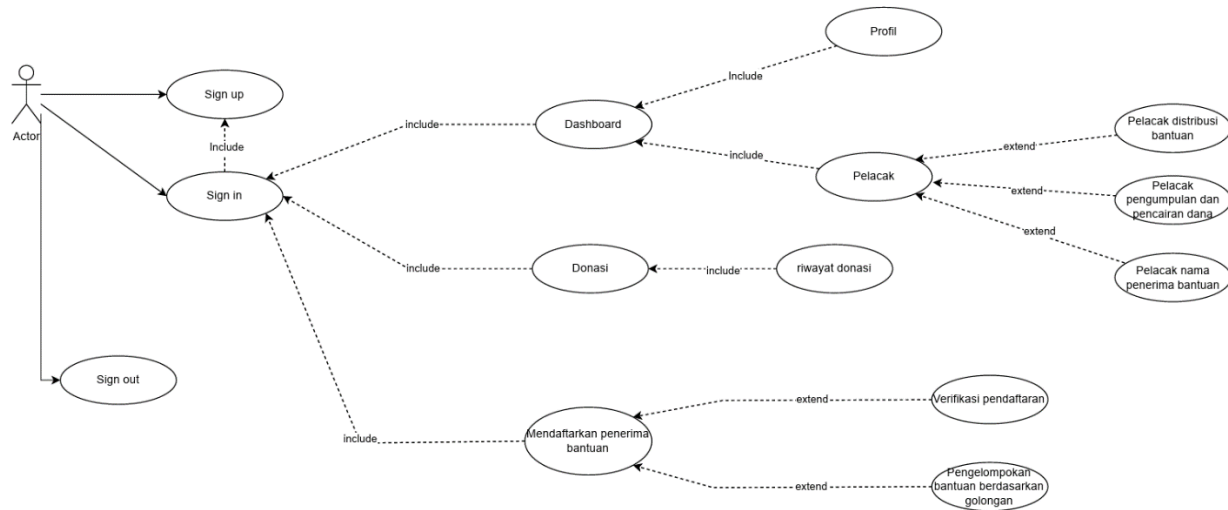 Profil
Include
Actor
Sign up
Include
Sign in
include
Dashboard
include
Pelacak
extend
Pelacak distribusi
bantuan
extend
Pelacak
pengumpulan dan
pencairan dana
extend
Pelacak nama
penerima bantuan
include
Donasi
include
riwayat donasi
Sign out
include
Mendaftarkan penerima
bantuan
extend
Verifikasi pendaftaran
extend
Pengelompokan
bantuan berdasarkan
golongan